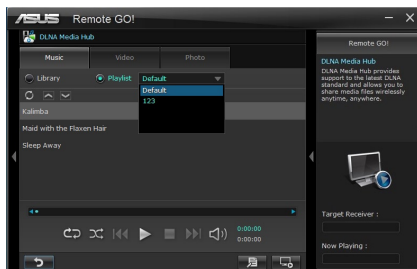 ASUS Remote GO!
DLNA Media Hub
Music Video Photo
Library Playlist Default
Default
123
Kalimba
Maid with the Flaxen Hair
Sleep Away
0:00:00
0:00:00
Remote GO!
DLNA Media Hub
DLNA Media Hub provides
support to the latest DLNA
standard and allows you to
share media files wirelessly
anytime, anywhere.
Target Receiver :
Now Playing :